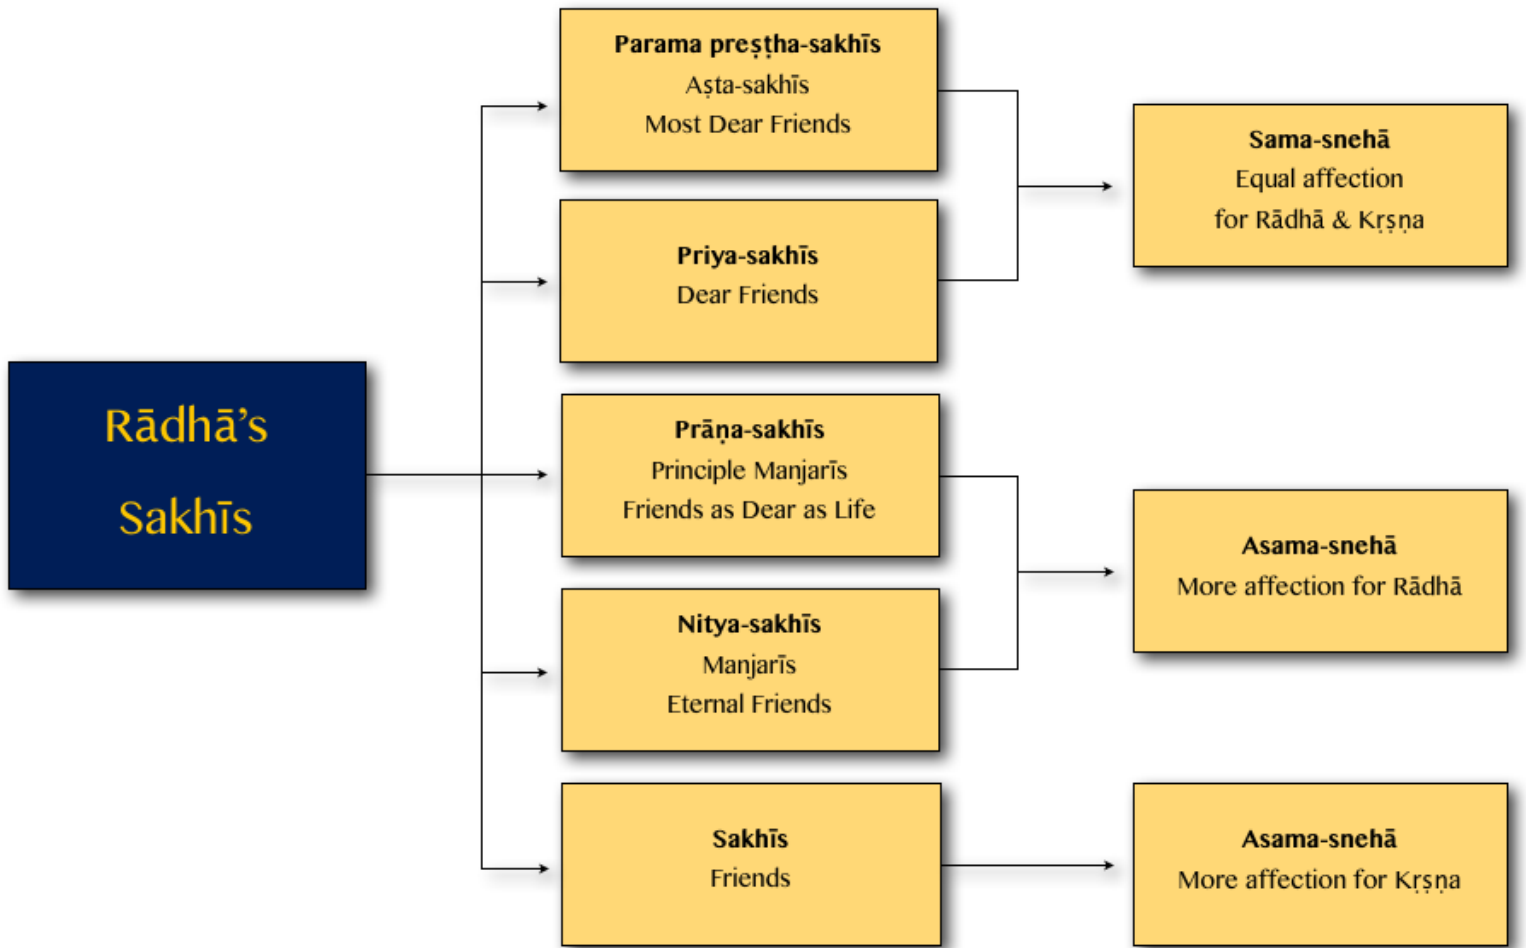 Rādhā’s
Sakhīs
Parama preṣṭha-sakhīs
Aṣta-sakhīs
Most Dear Friends
Priya-sakhīs
Dear Friends
Prāṇa-sakhīs
Principle Manjarīs
Friends as Dear as Life
Nitya-sakhīs
Manjarīs
Eternal Friends
Sakhīs
Friends
Sama-snehā
Equal affection
for Rādhā & Kṛṣṇa
Asama-snehā
More affection for Rādhā
Asama-snehā
More affection for Kṛṣṇa